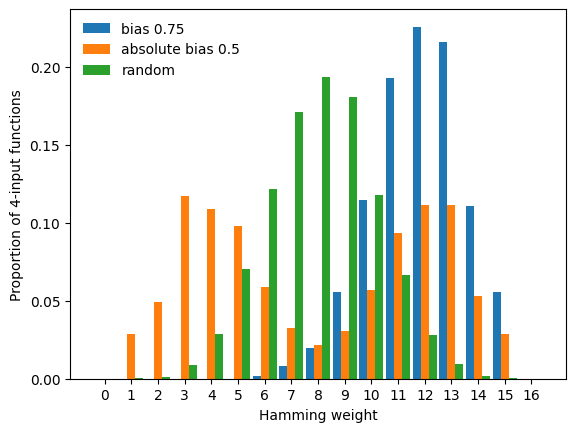 bias 0.75
absolute bias 0.5
random
Proportion of 4-input functions
0.20
0.15
0.10
0.05
0.00
0 1 2 3 4 5 6 7 8 9 10 11 12 13 14 15 16
Hamming weight